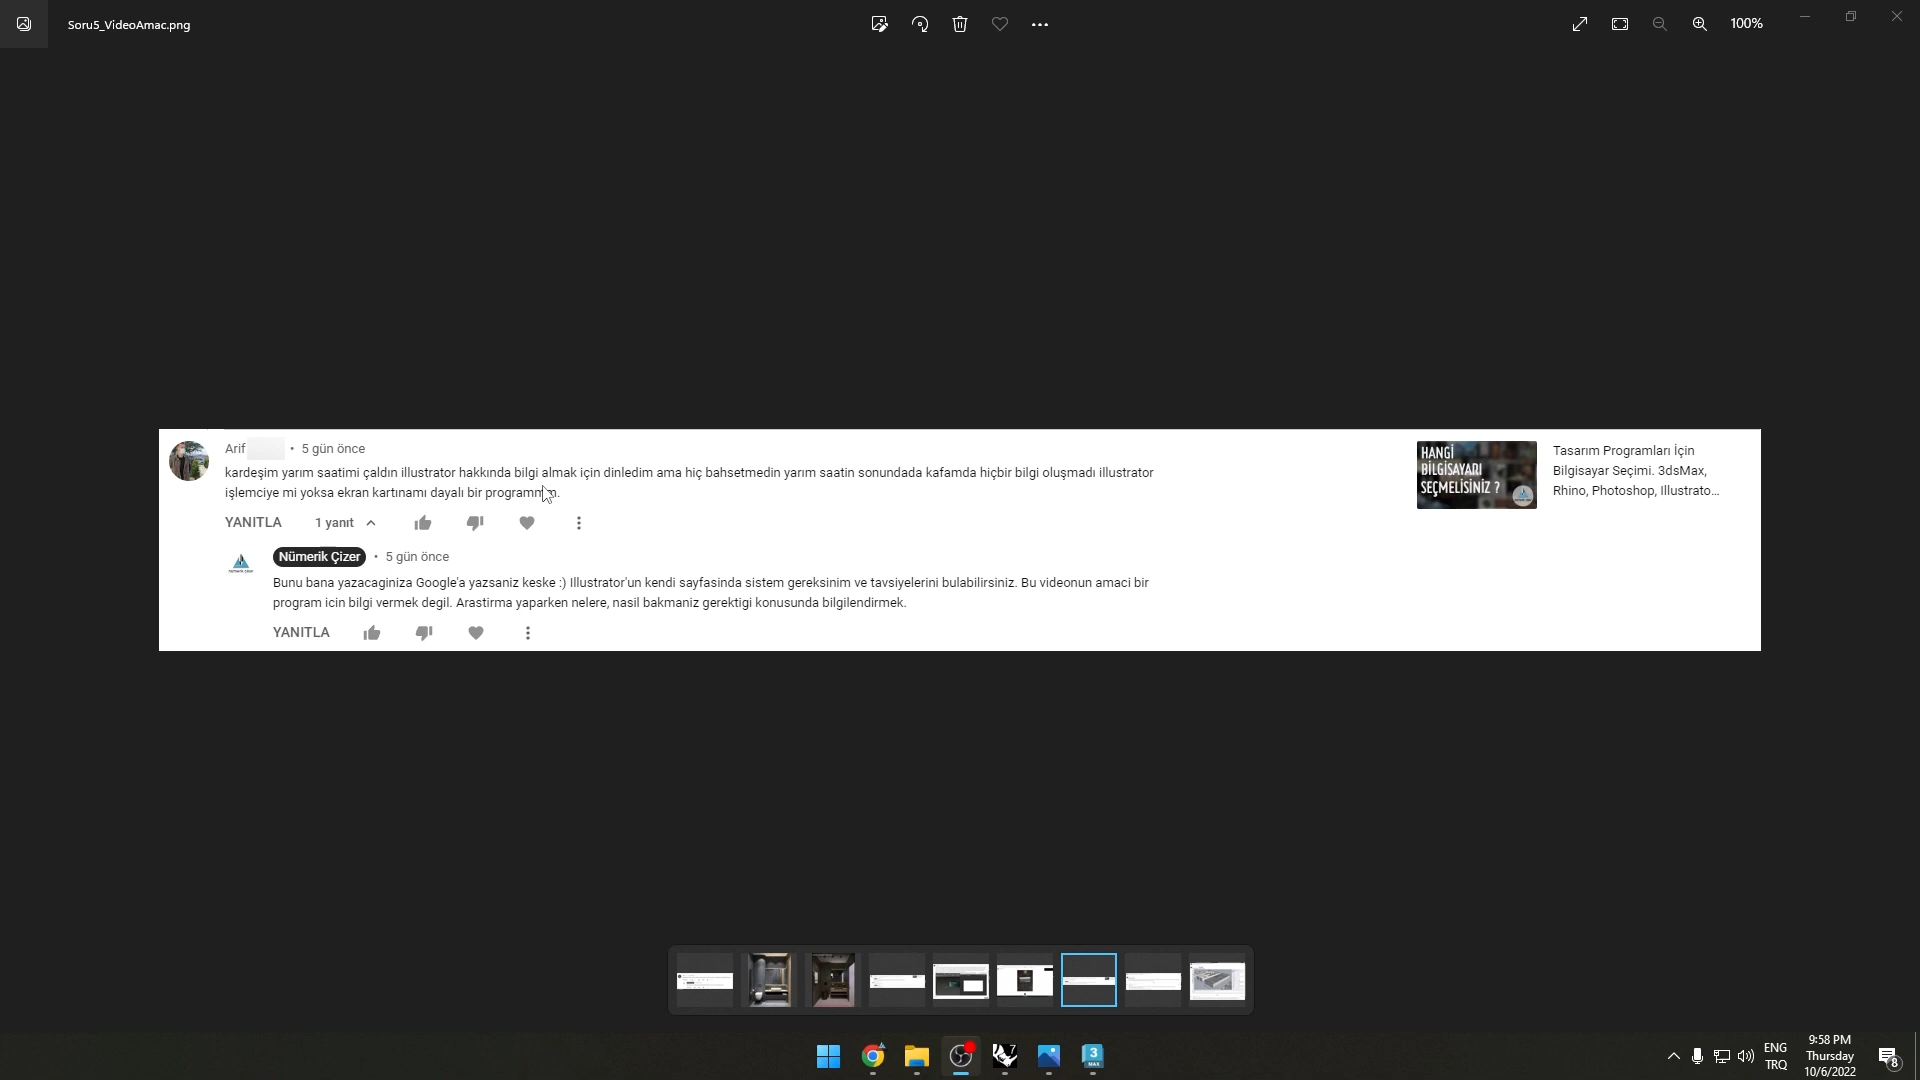 Soru5_VideoAmac.png
100%
Arif • 5 gün önce
kardeşim yarım saatimi çaldın illustrator hakkında bilgi almak için dinledim ama hiç bahsetmedin yarım saatin sonundada kafamda hiçbir bilgi oluşmadı illustrator
işlemciye mi yoksa ekran kartınamı dayalı bir programmın.
YANITLA 1 yanıt
Nümerik Çizer • 5 gün önce
Bunu bana yazacaginiza Google'a yazsaniz keske :) Illustrator'un kendi sayfasinda sistem gereksinim ve tavsiyelerini bulabilirsiniz. Bu videonun amaci bir
program icin bilgi vermek degil. Arastirma yaparken nelere, nasil bakmaniz gerektigi konusunda bilgilendirmek.
YANITLA
HANGİ
BİLGİSAYARI
SEÇMELİSİNİZ ?
Tasarım Programları İçin
Bilgisayar Seçimi. 3dsMax,
Rhino, Photoshop, Illustrato...
7
3
MAX
ENG
TRQ
9:58 PM
Thursday
10/6/2022
8